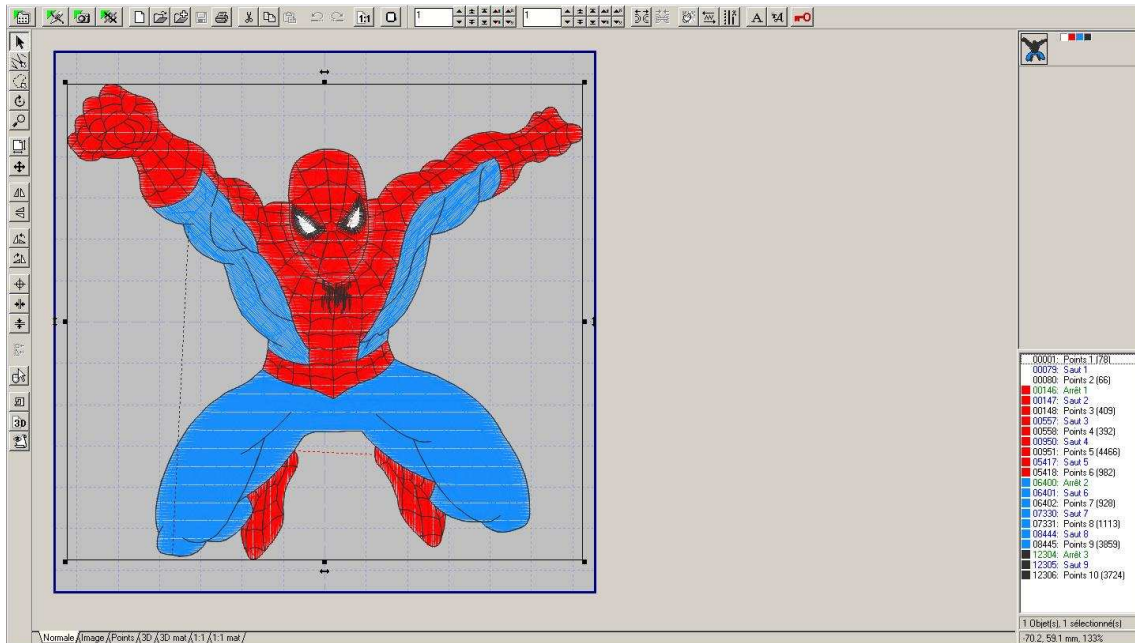 1:1
1
1
A
A
3D
00001: Points 1 (78)
00079: Saut 1
00080: Points 2 (66)
00146: Arrêt 1
00147: Saut 2
00148: Points 3 (409)
00557: Saut 3
00558: Points 4 (392)
00950: Saut 4
00951: Points 5 (4466)
05417: Saut 5
05418: Points 6 (982)
06400: Arrêt 2
06401: Saut 6
06402: Points 7 (928)
07330: Saut 7
07331: Points 8 (1113)
08444: Saut 8
08445: Points 9 (3859)
12304: Arrêt 3
12305: Saut 9
12306: Points 10 (3724)
1 Objet(s), 1 sélectionné(s)
Normale / Image / Points / 3D / 3D mat / 1:1 / 1:1 mat /
-70.2, 59.1 mm, 133%